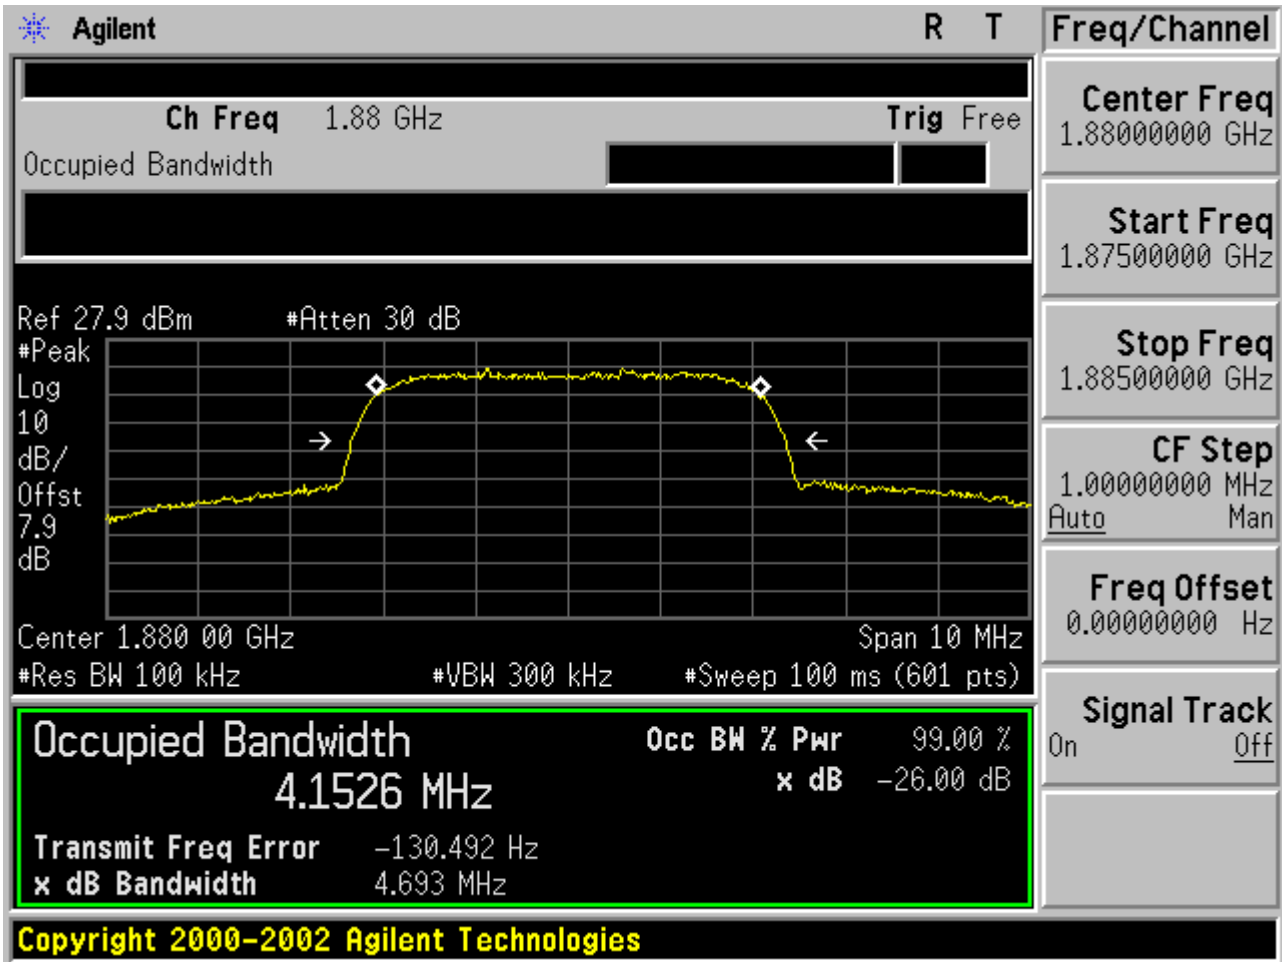 Agilent R T Freq/Channel
Ch Freq 1.88 GHz Trig Free
Occupied Bandwidth
Center Freq
1.88000000 GHz
Start Freq
1.87500000 GHz
Stop Freq
1.88500000 GHz
CF Step
1.00000000 MHz
Auto Man
Freq Offset
0.00000000 Hz
Signal Track
On Off
Ref 27.9 dBm #Atten 30 dB
#Peak
Log
10
dB/
Offst
7.9
dB
Center 1.880 00 GHz Span 10 MHz
#Res BW 100 kHz #VBW 300 kHz #Sweep 100 ms (601 pts)
Occupied Bandwidth Occ BW % Pwr 99.00 %
4.1526 MHz x dB -26.00 dB
Transmit Freq Error -130.492 Hz
x dB Bandwidth 4.693 MHz
Copyright 2000-2002 Agilent Technologies